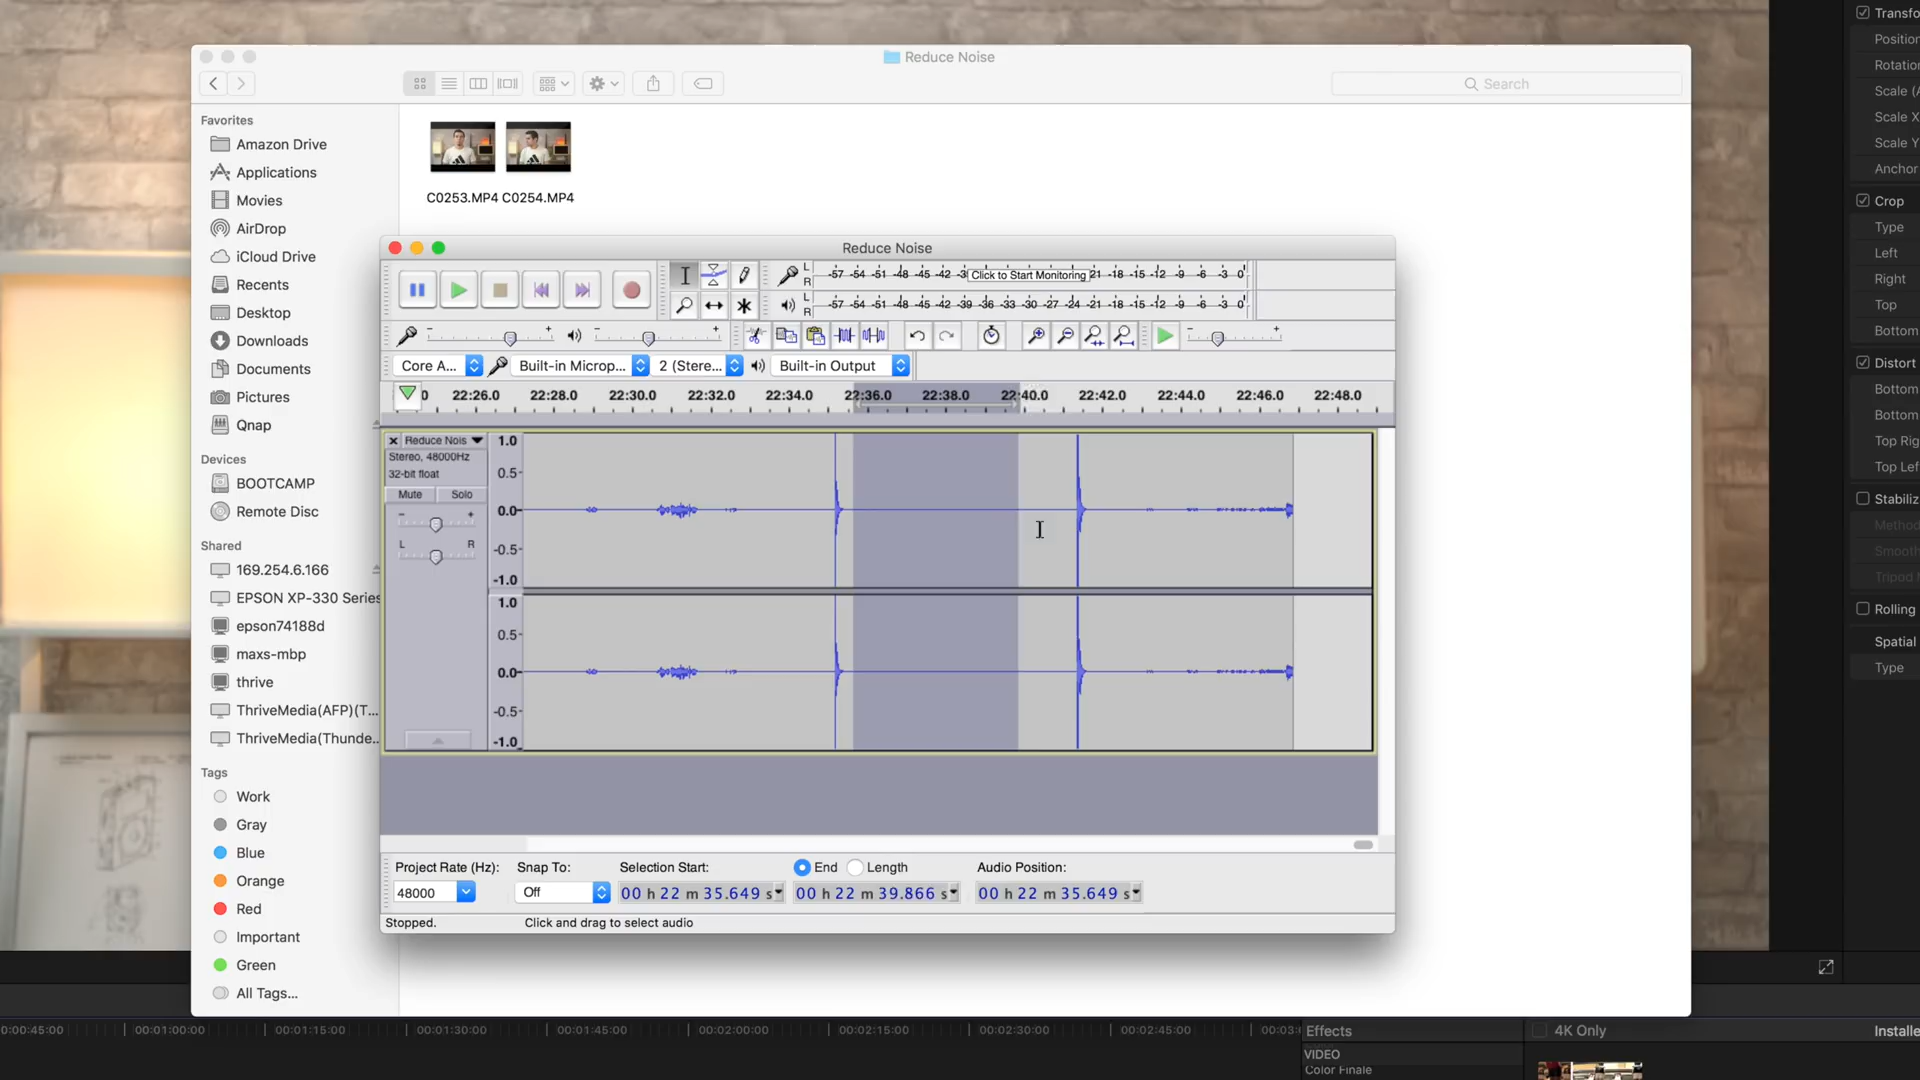 Reduce Noise
Search
Favorites
Amazon Drive
Applications
Movies
AirDrop
iCloud Drive
Recents
Desktop
Downloads
Documents
Pictures
Qnap
Devices
BOOTCAMP
Remote Disc
Shared
169.254.6.166
EPSON XP-330 Series
epson74188d
maxs-mbp
thrive
ThriveMedia(AFP)(T...
ThriveMedia(Thunde...
Tags
Work
Gray
Blue
Orange
Red
Important
Green
All Tags...
C0253.MP4 C0254.MP4
Reduce Noise
L
R
-57 -54 -51 -48 -45 -42 -3 Click to Start Monitoring 21 -18 -15 -12 -9 -6 -3 0
L
R
-57 -54 -51 -48 -45 -42 -39 -36 -33 -30 -27 -24 -21 -18 -15 -12 -9 -6 -3 0
- + - + - +
Core A... Built-in Microp... 2 (Stere... Built-in Output
0 22:26.0 22:28.0 22:30.0 22:32.0 22:34.0 22:36.0 22:38.0 22:40.0 22:42.0 22:44.0 22:46.0 22:48.0
Reduce Nois
Stereo, 48000Hz
32-bit float
Mute Solo
- +
L R
1.0
0.5
0.0
-0.5
-1.0
1.0
0.5
0.0
-0.5
-1.0
Project Rate (Hz): Snap To: Selection Start: End Length Audio Position:
48000 Off 00 h 22 m 35.649 s 00 h 22 m 39.866 s 00 h 22 m 35.649 s
Stopped. Click and drag to select audio
Transfo
Position
Rotation
Scale (A
Scale X
Scale Y
Anchor
Crop
Type
Left
Right
Top
Bottom
Distort
Bottom
Bottom
Top Rig
Top Lef
Stabiliz
Method
Smooth
Tripod M
Rolling
Spatial
Type
0:00:45:00 00:01:00:00 00:01:15:00 00:01:30:00 00:01:45:00 00:02:00:00 00:02:15:00 00:02:30:00 00:02:45:00 00:03:
Effects 4K Only Installe
VIDEO
Color Finale